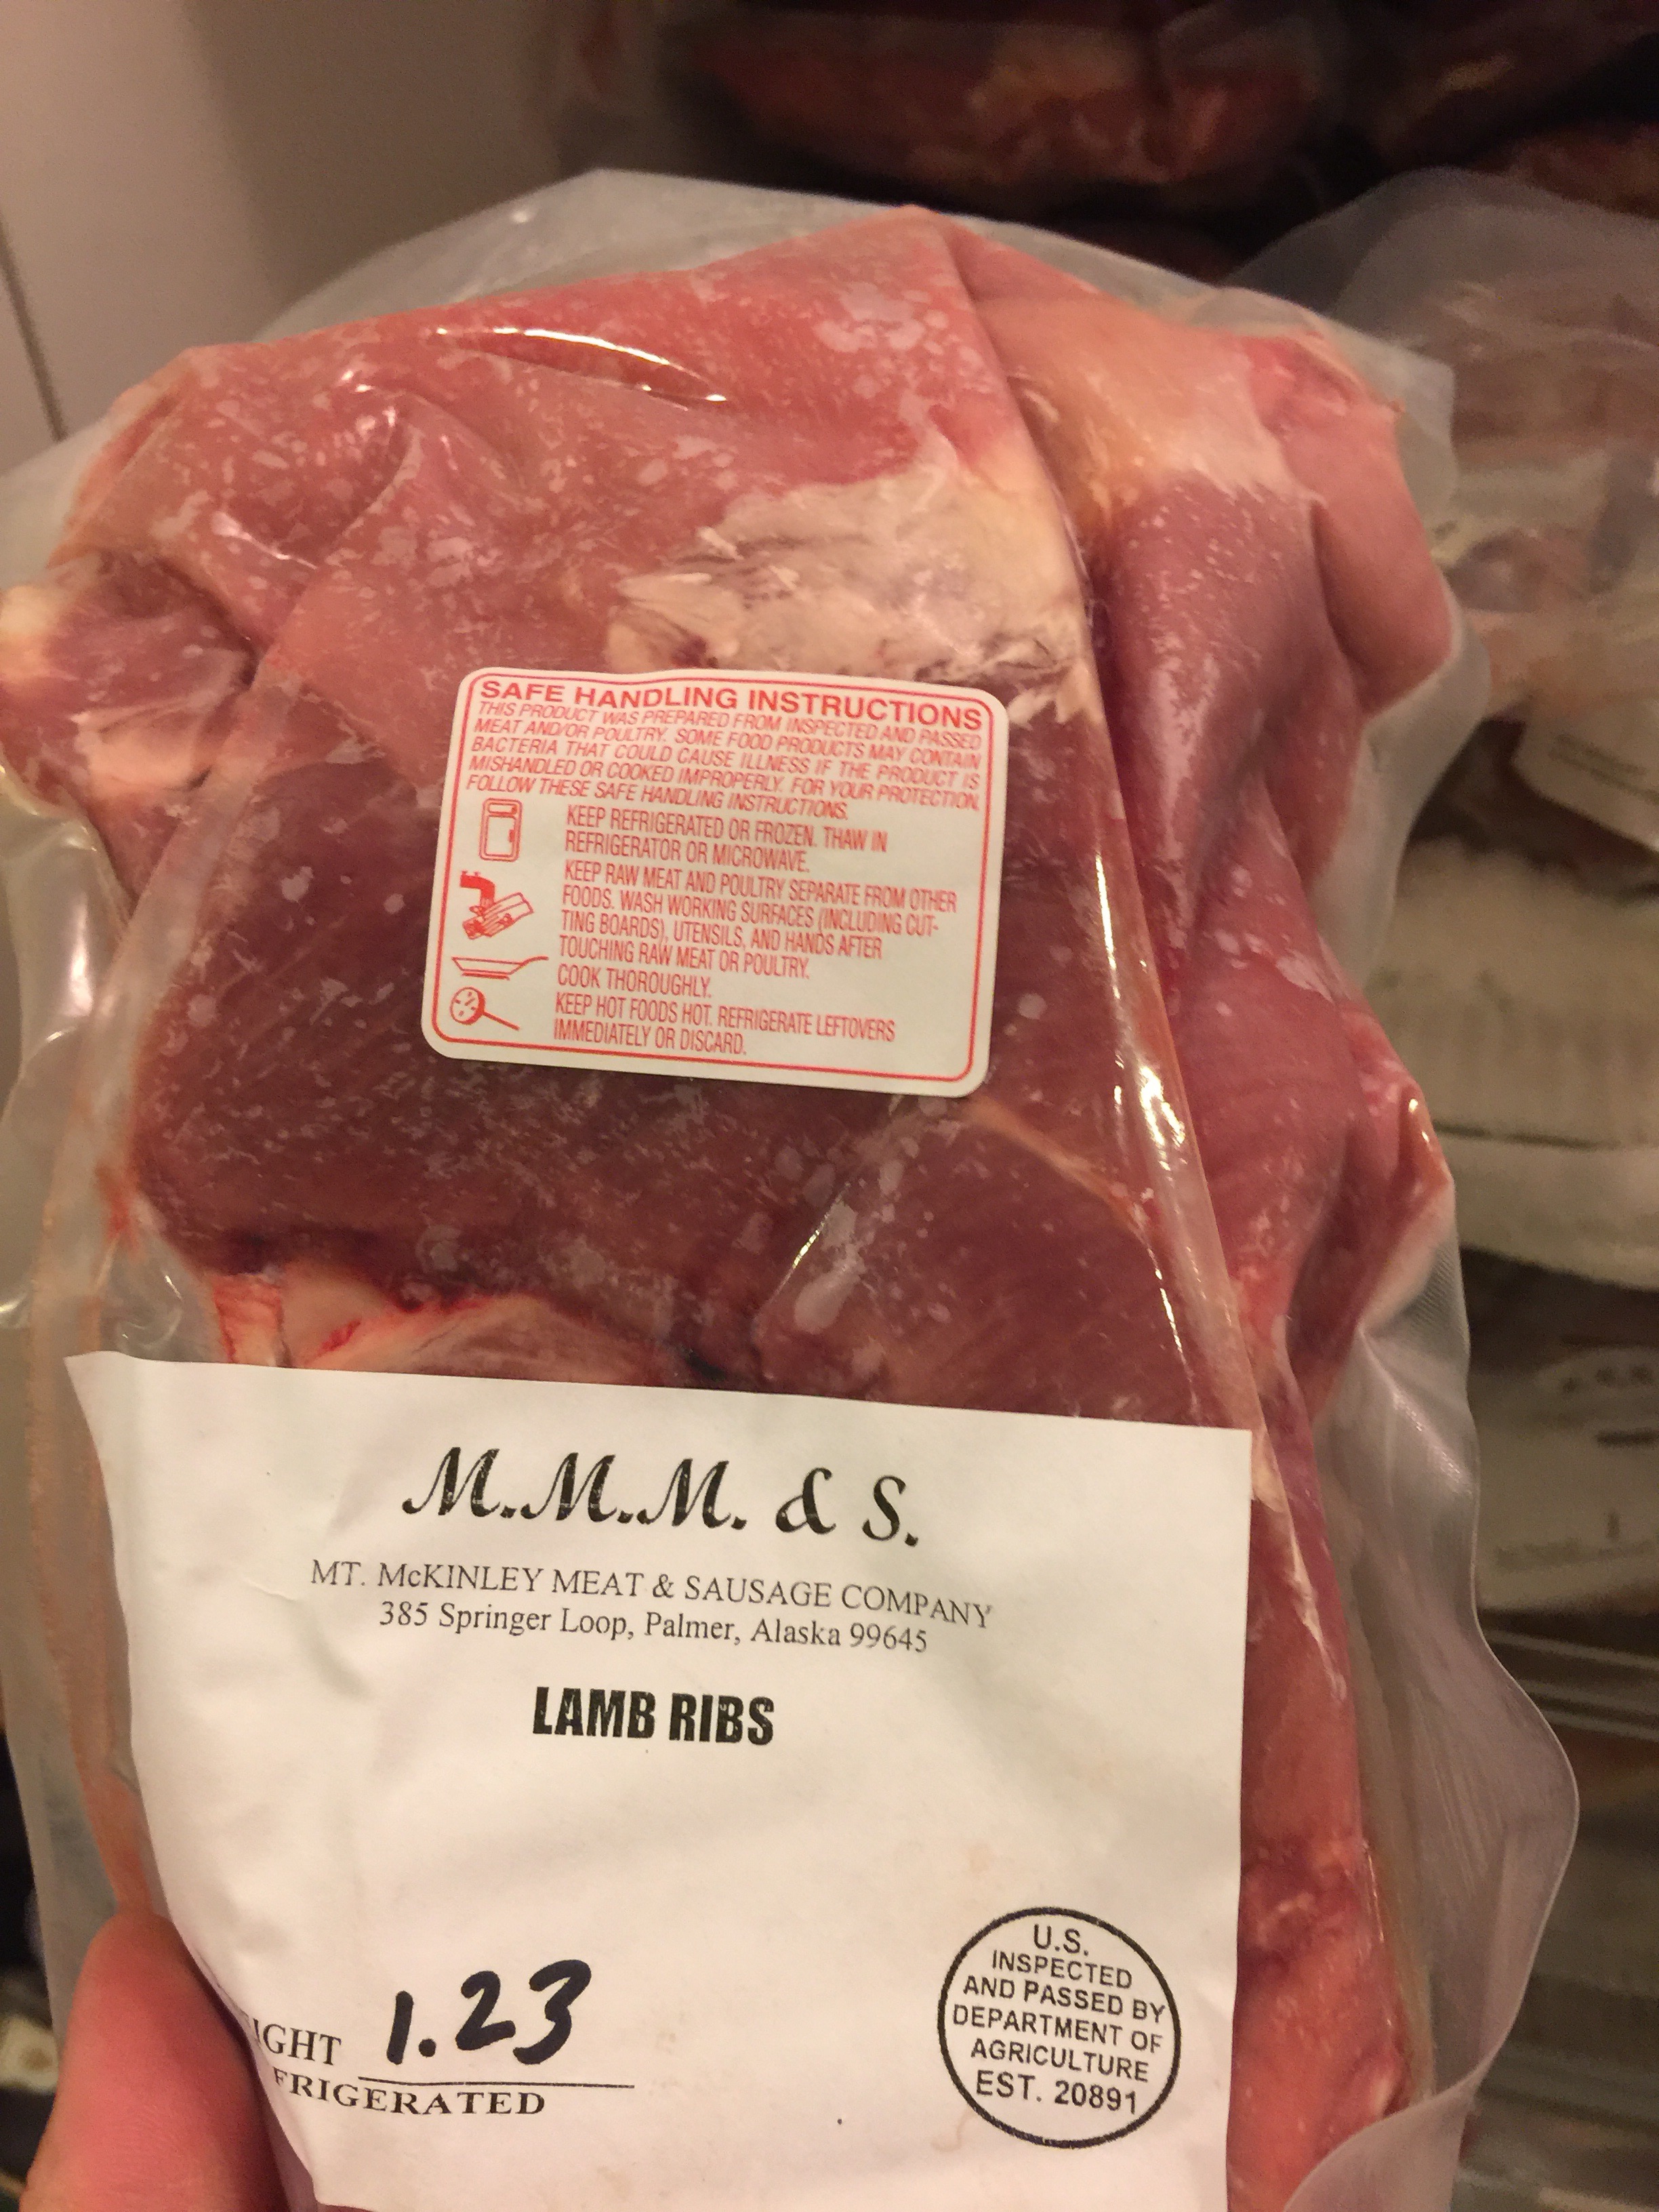 SAFE HANDLING INSTRUCTIONS
THIS PRODUCT WAS PREPARED FROM INSPECTED AND PASSED
MEAT AND/OR POULTRY. SOME FOOD PRODUCTS MAY CONTAIN
BACTERIA THAT COULD CAUSE ILLNESS IF THE PRODUCT IS
MISHANDLED OR COOKED IMPROPERLY. FOR YOUR PROTECTION,
FOLLOW THESE SAFE HANDLING INSTRUCTIONS.
KEEP REFRIGERATED OR FROZEN. THAW IN
REFRIGERATOR OR MICROWAVE.
KEEP RAW MEAT AND POULTRY SEPARATE FROM OTHER
FOODS. WASH WORKING SURFACES (INCLUDING CUT-
TING BOARDS), UTENSILS, AND HANDS AFTER
TOUCHING RAW MEAT OR POULTRY.
COOK THOROUGHLY.
KEEP HOT FOODS HOT. REFRIGERATE LEFTOVERS
IMMEDIATELY OR DISCARD.
M.M.M. & S.
MT. McKINLEY MEAT & SAUSAGE COMPANY
385 Springer Loop, Palmer, Alaska 99645
LAMB RIBS
IGHT 1.23
FRIGERATED
U.S.
INSPECTED
AND PASSED BY
DEPARTMENT OF
AGRICULTURE
EST. 20891